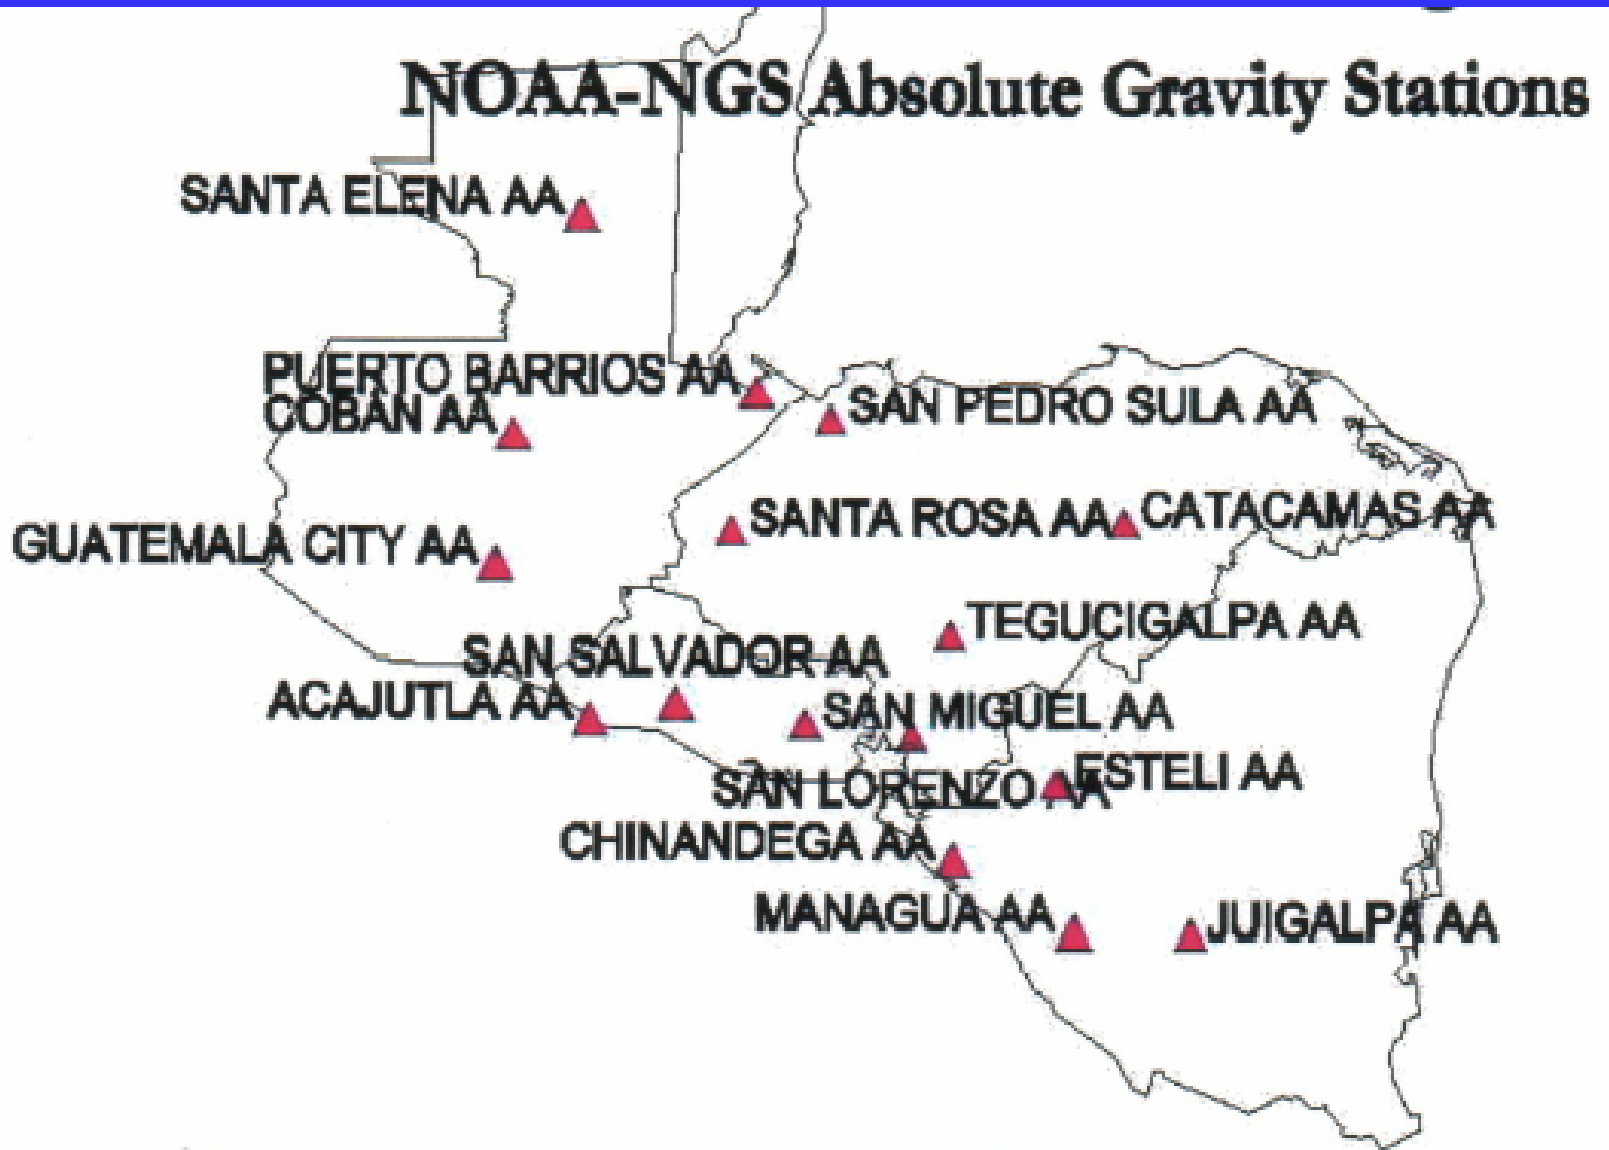 NOAA-NGS Absolute Gravity Stations
SANTA ELENA AA
PUERTO BARRIOS AA
COBAN AA
SAN PEDRO SULA AA
SANTA ROSA AA
CATACAMAS AA
GUATEMALA CITY AA
TEGUCIGALPA AA
SAN SALVADOR AA
ACAJUTLA AA
SAN MIGUEL AA
SAN LORENZO AA
ESTELI AA
CHINANDEGA AA
MANAGUA AA
JUIGALPA AA